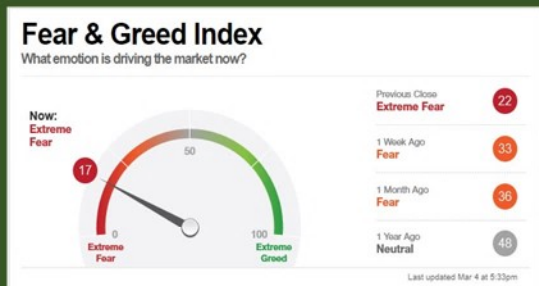 Fear & Greed Index
What emotion is driving the market now?
Now:
Extreme
Fear
17
50
0
100
Extreme
Fear
Extreme
Greed
Previous Close
Extreme Fear
22
1 Week Ago
Fear
33
1 Month Ago
Fear
36
1 Year Ago
Neutral
48
Last updated Mar 4 at 5:33pm